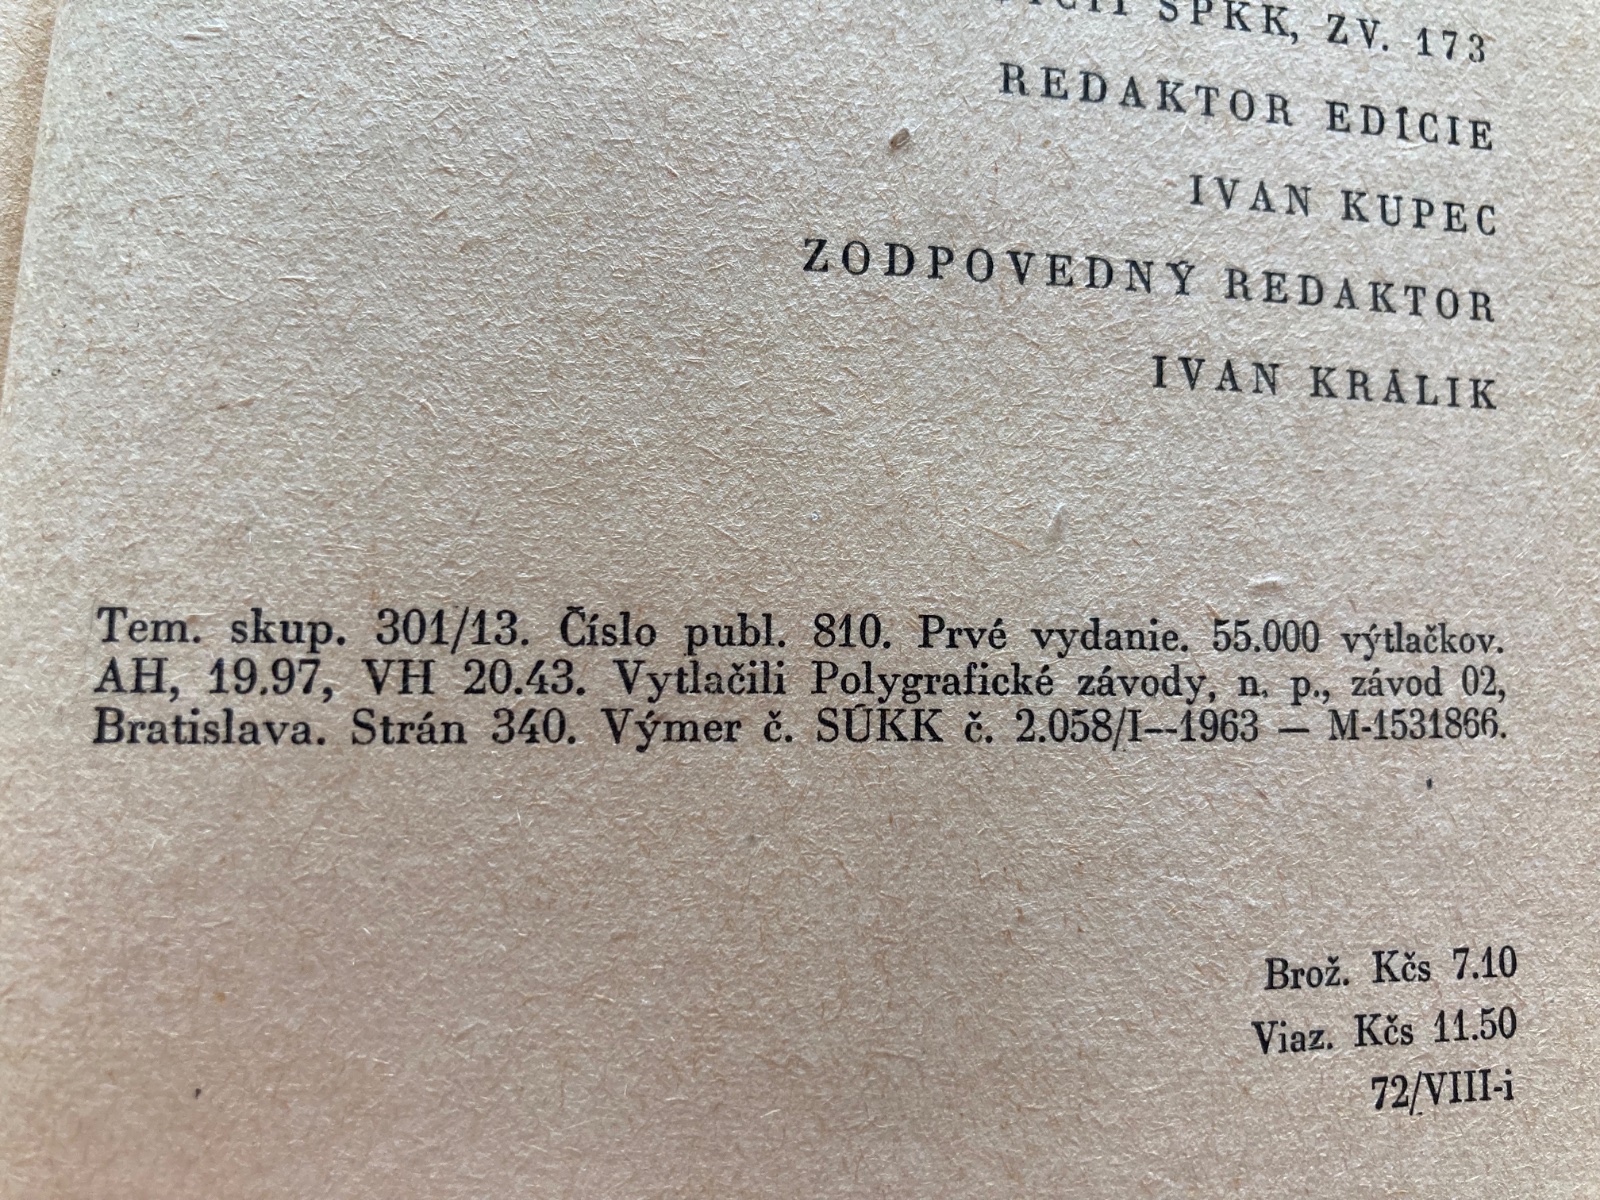 SPKK, ZV. 173
REDAKTOR EDÍCIE
IVAN KUPEC
ZODPOVEDNÝ REDAKTOR
IVAN KRÁLIK
Tem. skup. 301/13. Číslo publ. 810. Prvé vydanie. 55.000 výtlačkov.
AH, 19.97, VH 20.43. Vytlačili Polygrafické závody, n. p., závod 02,
Bratislava. Strán 340. Výmer č. SÚKK č. 2.058/I--1963 — M-1531866.
Brož. Kčs 7.10
Viaz. Kčs 11.50
72/VIII-i